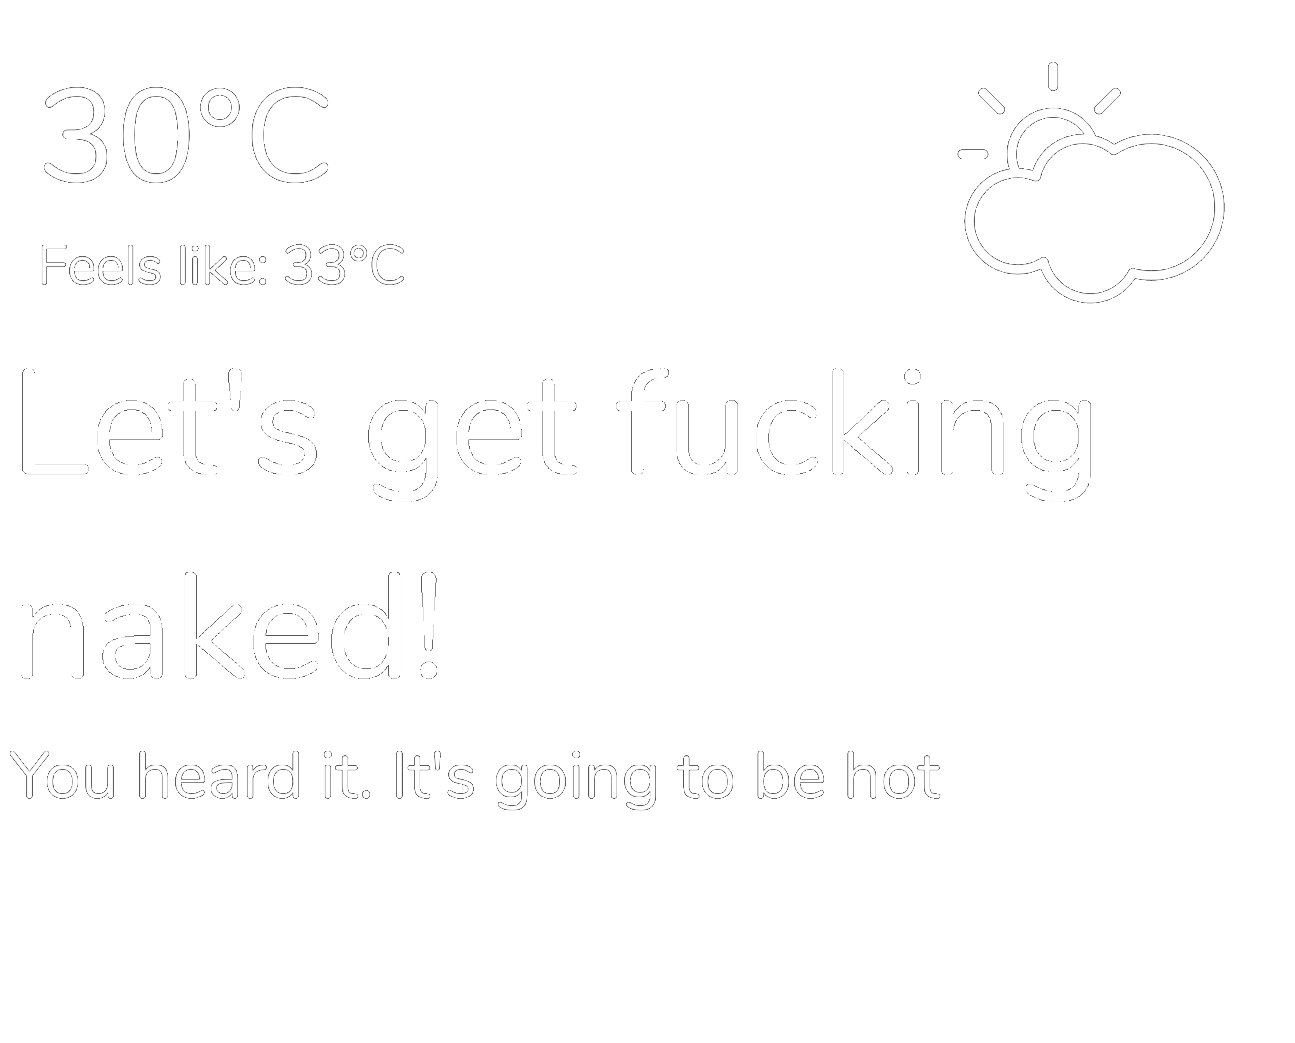 30°C
Feels like: 33°C
Let's get fucking
naked!
You heard it. It's going to be hot